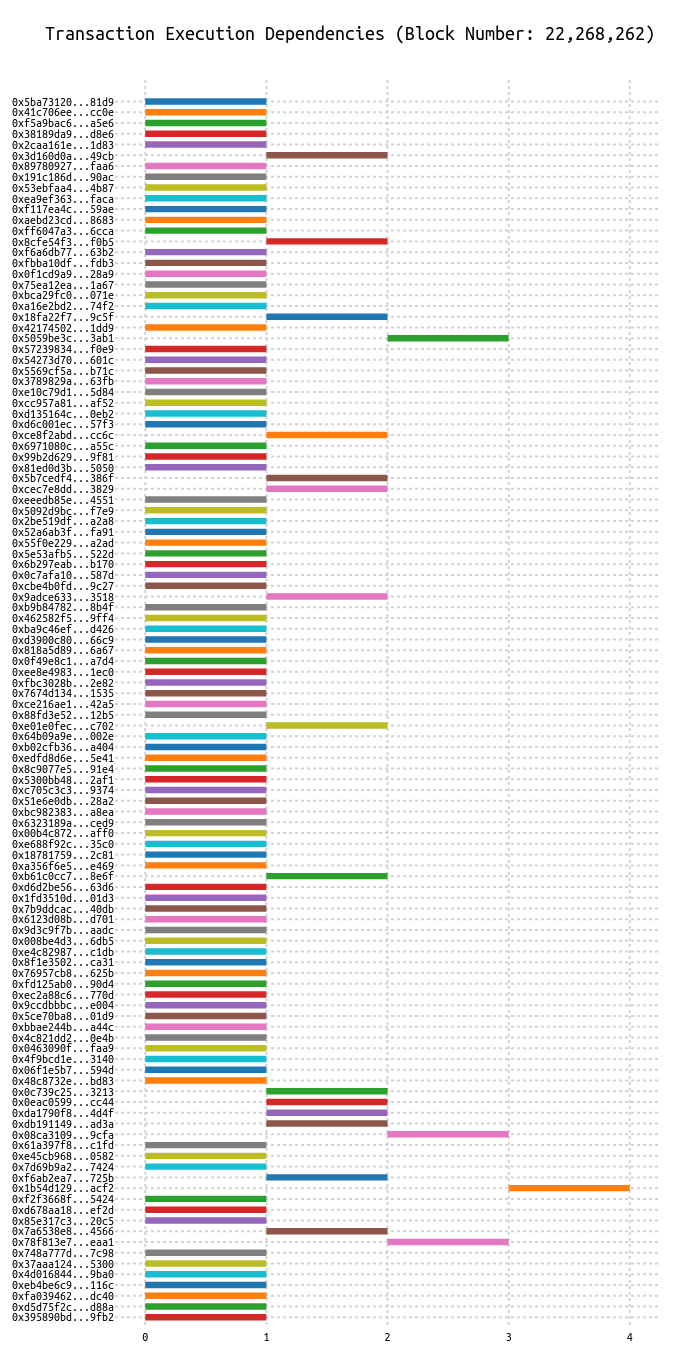 Transaction Execution Dependencies (Block Number: 22,268,262)
0x5ba73120...81d9
0x41c706ee...cc0e
0xf5a9bac6...a5e6
0x38189da9...d8e6
0x2caa161e...1d83
0x3d160d0a...49cb
0x89780927...faa6
0x191c186d...90ac
0x53ebfaa4...4b87
0xea9ef363...faca
0xf117ea4c...59ae
0xaebd23cd...8683
0xff6047a3...6cca
0x8cfe54f3...f0b5
0xf6a6db77...63b2
0xfbba10df...fdb3
0x0f1cd9a9...28a9
0x75ea12ea...1a67
0xbca29fc0...071e
0xa16e2bd2...74f2
0x18fa22f7...9c5f
0x42174502...1dd9
0x5059be3c...3ab1
0x57239834...f0e9
0x54273d70...601c
0x5569cf5a...b71c
0x3789829a...63fb
0xe10c79d1...5d84
0xcc957a81...af52
0xd135164c...0eb2
0xd6c001ec...57f3
0xce8f2abd...cc6c
0x6971080c...a55c
0x99b2d629...9f81
0x81ed0d3b...5050
0x5b7cedf4...386f
0xcec7e8dd...3829
0xeeedb85e...4551
0x5092d9bc...f7e9
0x2be519df...a2a8
0x52a6ab3f...fa91
0x55f0e229...a2ad
0x5e53afb5...522d
0x6b297eab...b170
0x0c7afa10...587d
0xcbe4b0fd...9c27
0x9adce633...3518
0xb9b84782...8b4f
0x462582f5...9ff4
0xba9c46ef...d426
0xd3900c80...66c9
0x818a5d89...6a67
0x0f49e8c1...a7d4
0xee8e4983...1ec0
0xfbc3028b...2e82
0x7674d134...1535
0xce216ae1...42a5
0x88fd3e52...12b5
0xe01e0fec...c702
0x64b09a9e...002e
0xb02cfb36...a404
0xedfd8d6e...5e41
0x8c9077e5...91e4
0x5300bb48...2af1
0xc705c3c3...9374
0x51e6e0db...28a2
0xbc982383...a8ea
0x6323189a...ced9
0x00b4c872...aff0
0xe688f92c...35c0
0x18781759...2c81
0xa356f6e5...e469
0xb61c0cc7...8e6f
0xd6d2be56...63d6
0x1fd3510d...01d3
0x7b9ddcac...40db
0x6123d08b...d701
0x9d3c9f7b...aadc
0x008be4d3...6db5
0xe4c82987...c1db
0x8f1e3502...ca31
0x76957cb8...625b
0xfd125ab0...90d4
0xec2a88c6...770d
0x9ccdbbbc...e004
0x5ce70ba8...01d9
0xbbae244b...a44c
0x4c821dd2...0e4b
0x0463090f...faa9
0x4f9bcd1e...3140
0x06f1e5b7...594d
0x48c8732e...bd83
0x0c739c25...3213
0x0eac0599...cc44
0xda1790f8...4d4f
0xdb191149...ad3a
0x08ca3109...9cfa
0x61a397f8...c1fd
0xe45cb968...0582
0x7d69b9a2...7424
0xf6ab2ea7...725b
0x1b54d129...acf2
0xf2f3668f...5424
0xd678aa18...ef2d
0x85e317c3...20c5
0x7a6538e8...4566
0x78f813e7...eaa1
0x748a777d...7c98
0x37aaa124...5300
0x4d016844...9ba0
0xeb4be6c9...116c
0xfa039462...dc40
0xd5d75f2c...d88a
0x395890bd...9fb2
0 1 2 3 4